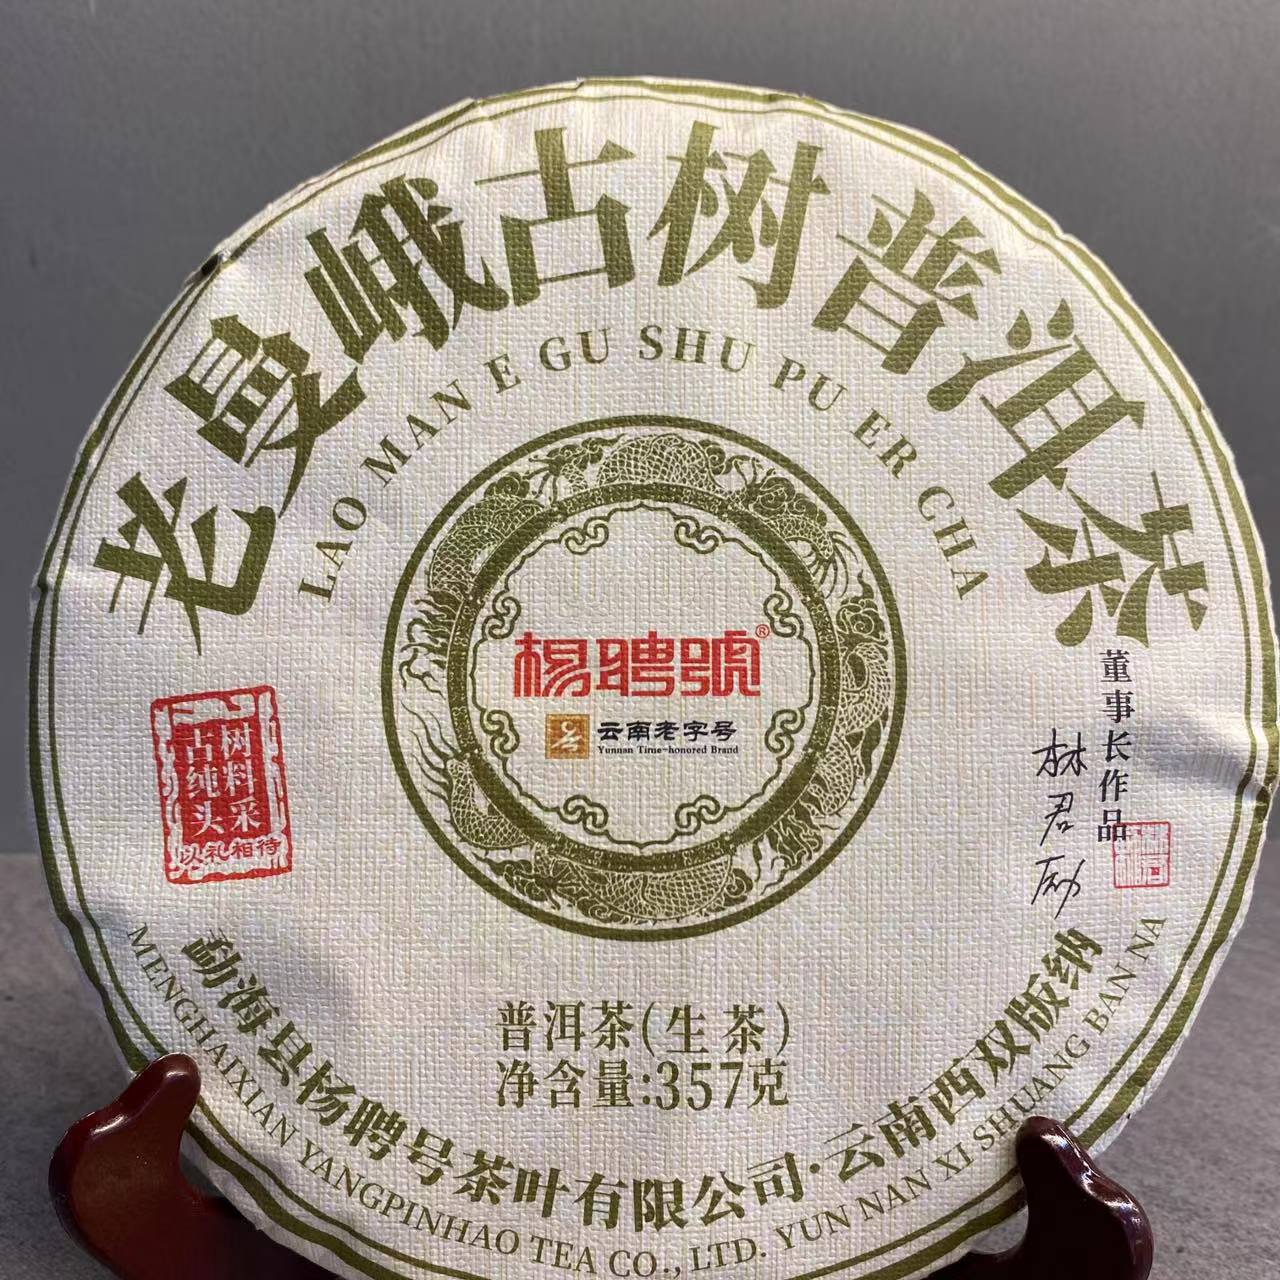 老曼峨古树普洱茶
LAO MAN E GU SHU PU ER CHA
杨聘號®
云南老字号
Yunnan Time-honored Brand
古树
纯料
头采
以礼相待
董事长作品
林君
普洱茶(生茶)
净含量:357克
勐海县杨聘号茶叶有限公司·云南西双版纳
MENGHAIXIAN YANGPINHAO TEA CO., LTD. YUN NAN XI SHUANG BAN NA